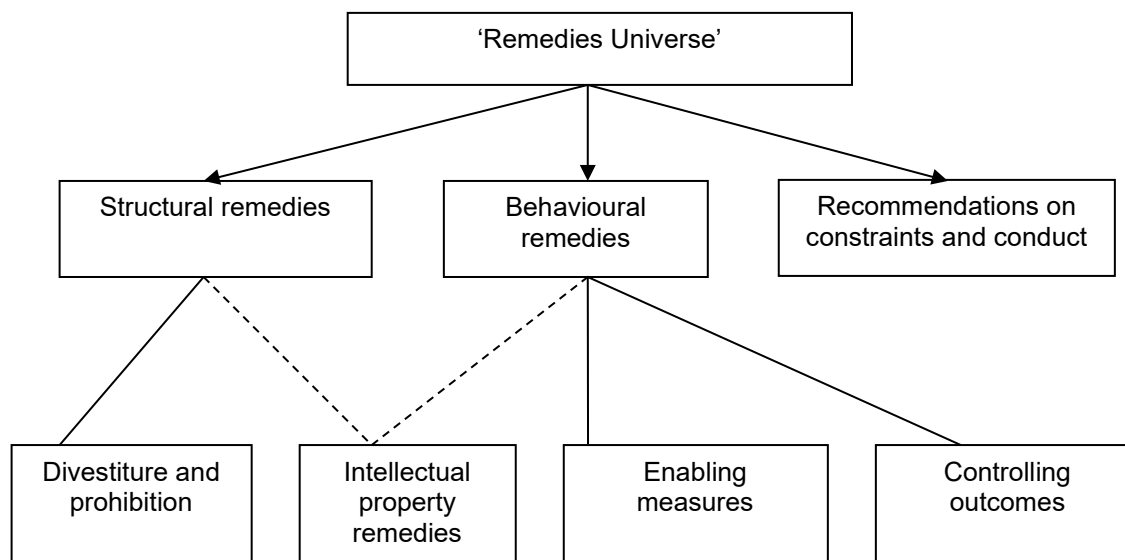 ‘Remedies Universe’
Structural remedies
Behavioural
remedies
Recommendations on
constraints and conduct
Divestiture and
prohibition
Intellectual
property
remedies
Enabling
measures
Controlling
outcomes